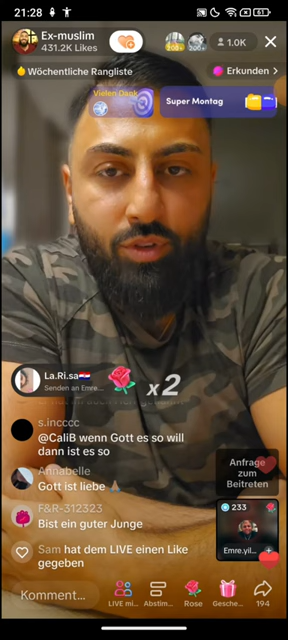 21:28
61
Ex-muslim
431.2K Likes
200+
200+
1.0K
Wöchentliche Rangliste
Erkunden >
Vielen Dank
Super Montag
La.Ri.sa
Senden an Emre...
x2
s.incccc
@CaliB wenn Gott es so will
dann ist es so
Annabelle
Gott ist liebe
F&R-312323
Bist ein guter Junge
Sam hat dem LIVE einen Like
gegeben
Anfrage
zum
Beitreten
233
Emre.yil...
Komment...
LIVE mi...
Abstim...
Rose
Gesche...
194